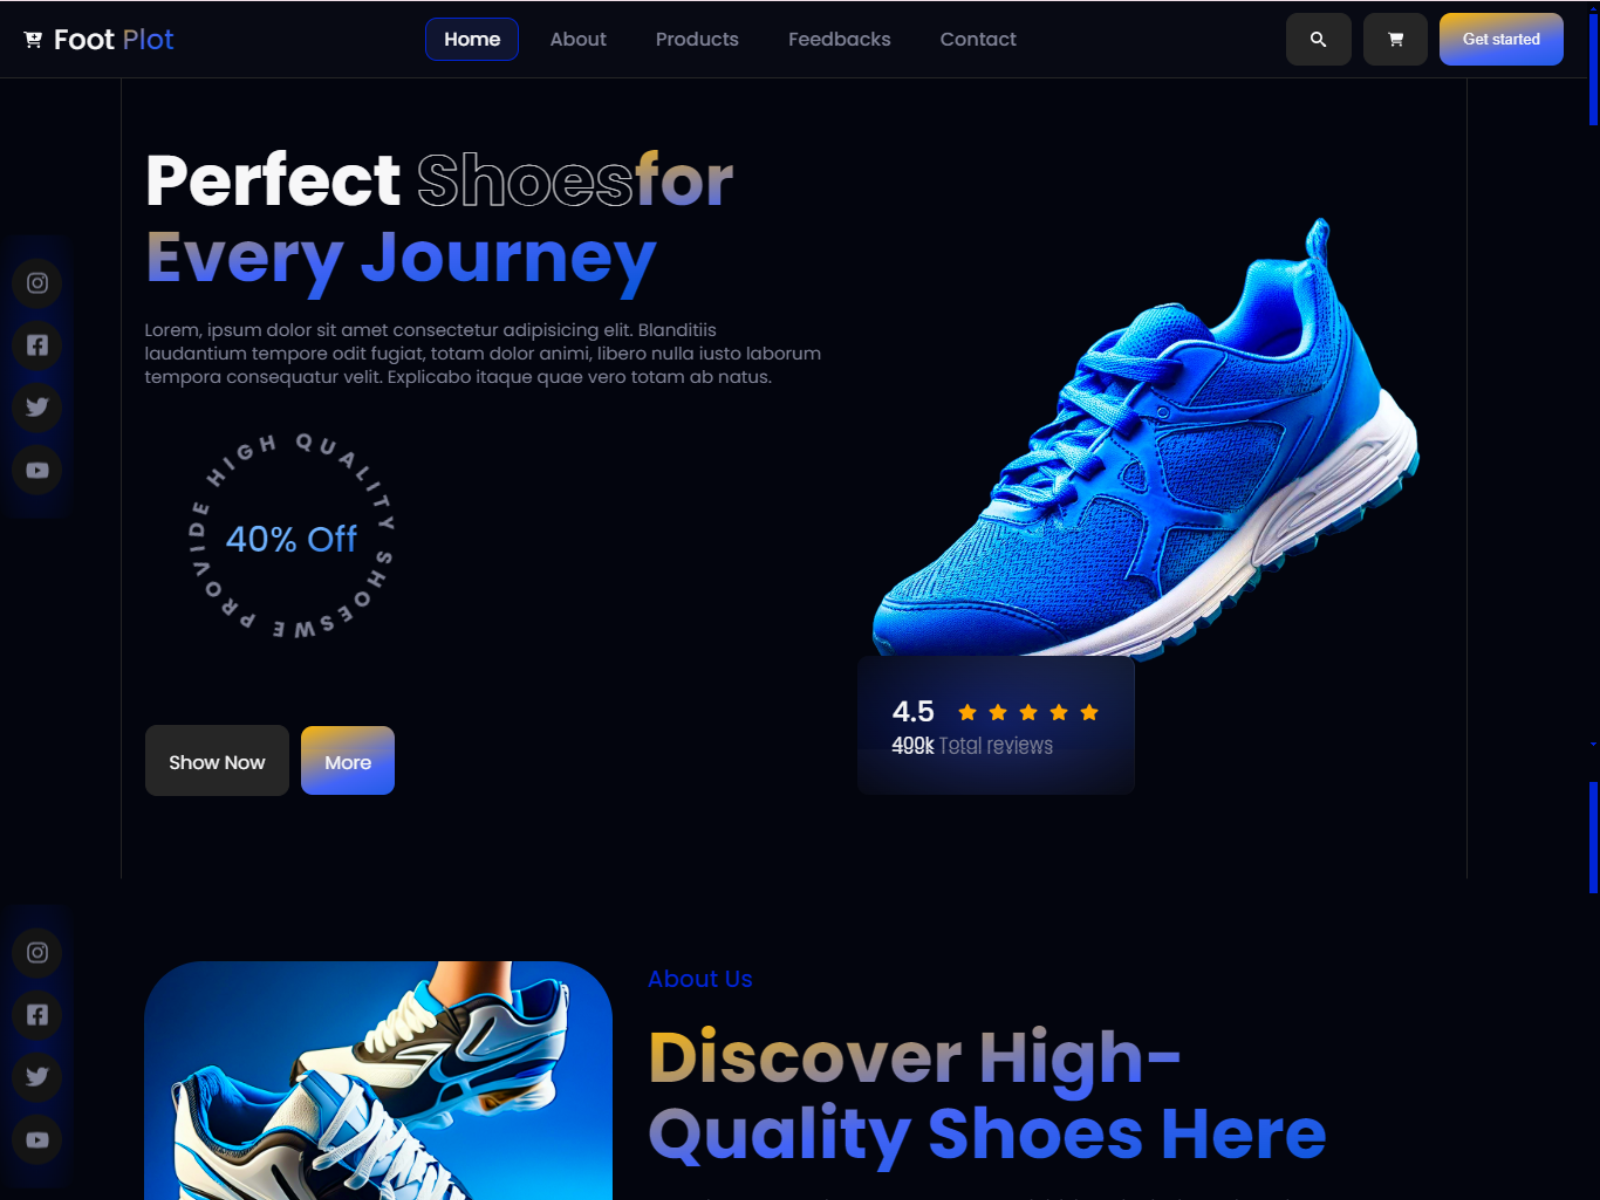 Foot Plot
Home About Products Feedbacks Contact
Get started
Perfect Shoesfor
Every Journey
Lorem, ipsum dolor sit amet consectetur adipisicing elit. Blanditiis
laudantium tempore odit fugiat, totam dolor animi, libero nulla iusto laborum
tempora consequatur velit. Explicabo itaque quae vero totam ab natus.
WE PROVIDE HIGH QUALITY SHOES
40% Off
4.5
Total reviews
Show Now
More
About Us
Discover High-
Quality Shoes Here